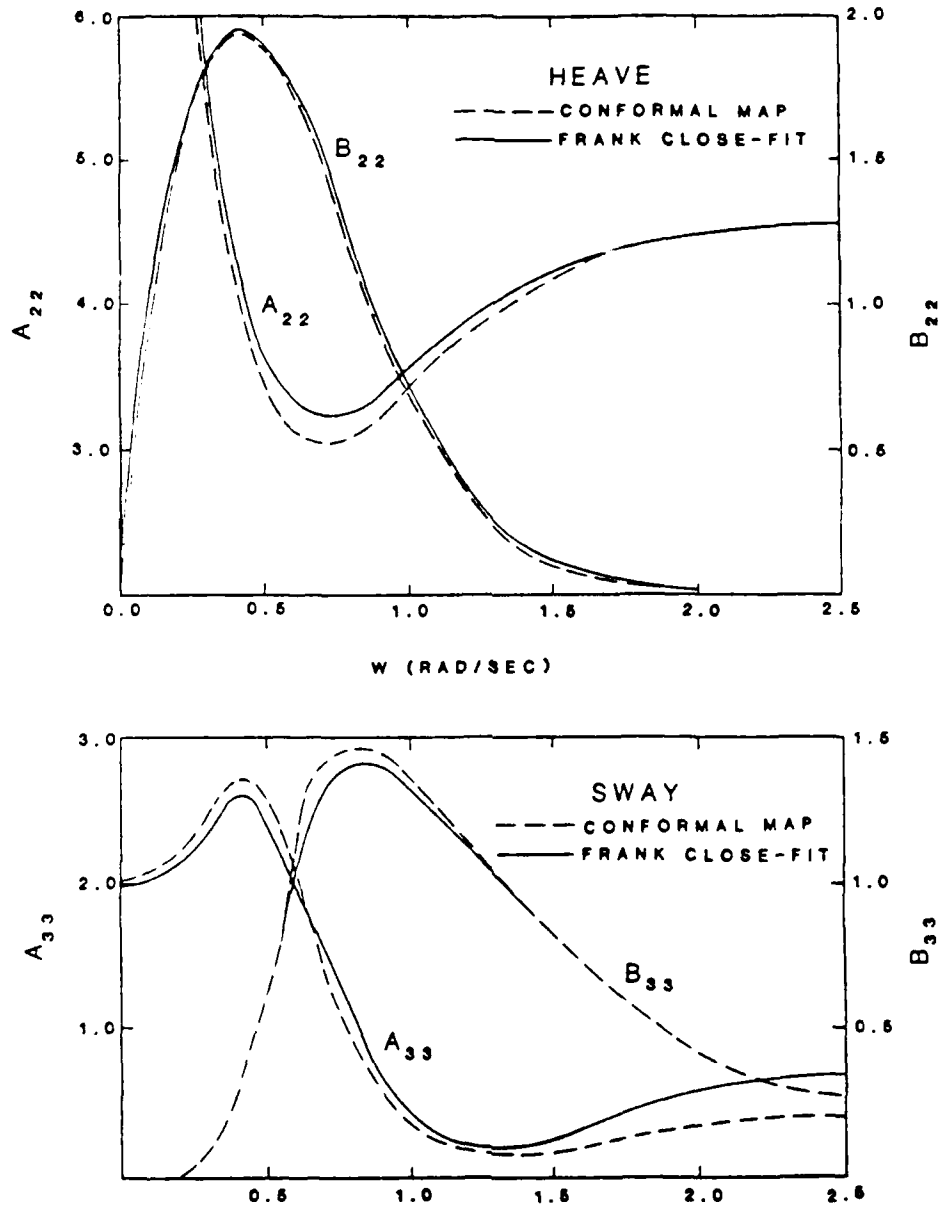 6.0
2.0
HEAVE
CONFORMAL MAP
FRANK CLOSE-FIT
B22
5.0
1.5
A22
A22
4.0
1.0
B22
3.0
0.5
0.0 0.5 1.0 1.5 2.0 2.5
W (RAD/SEC)
3.0
1.5
SWAY
CONFORMAL MAP
FRANK CLOSE-FIT
A33
2.0
1.0
B33
B33
1.0
A33
0.5
0.5 1.0 1.5 2.0 2.5